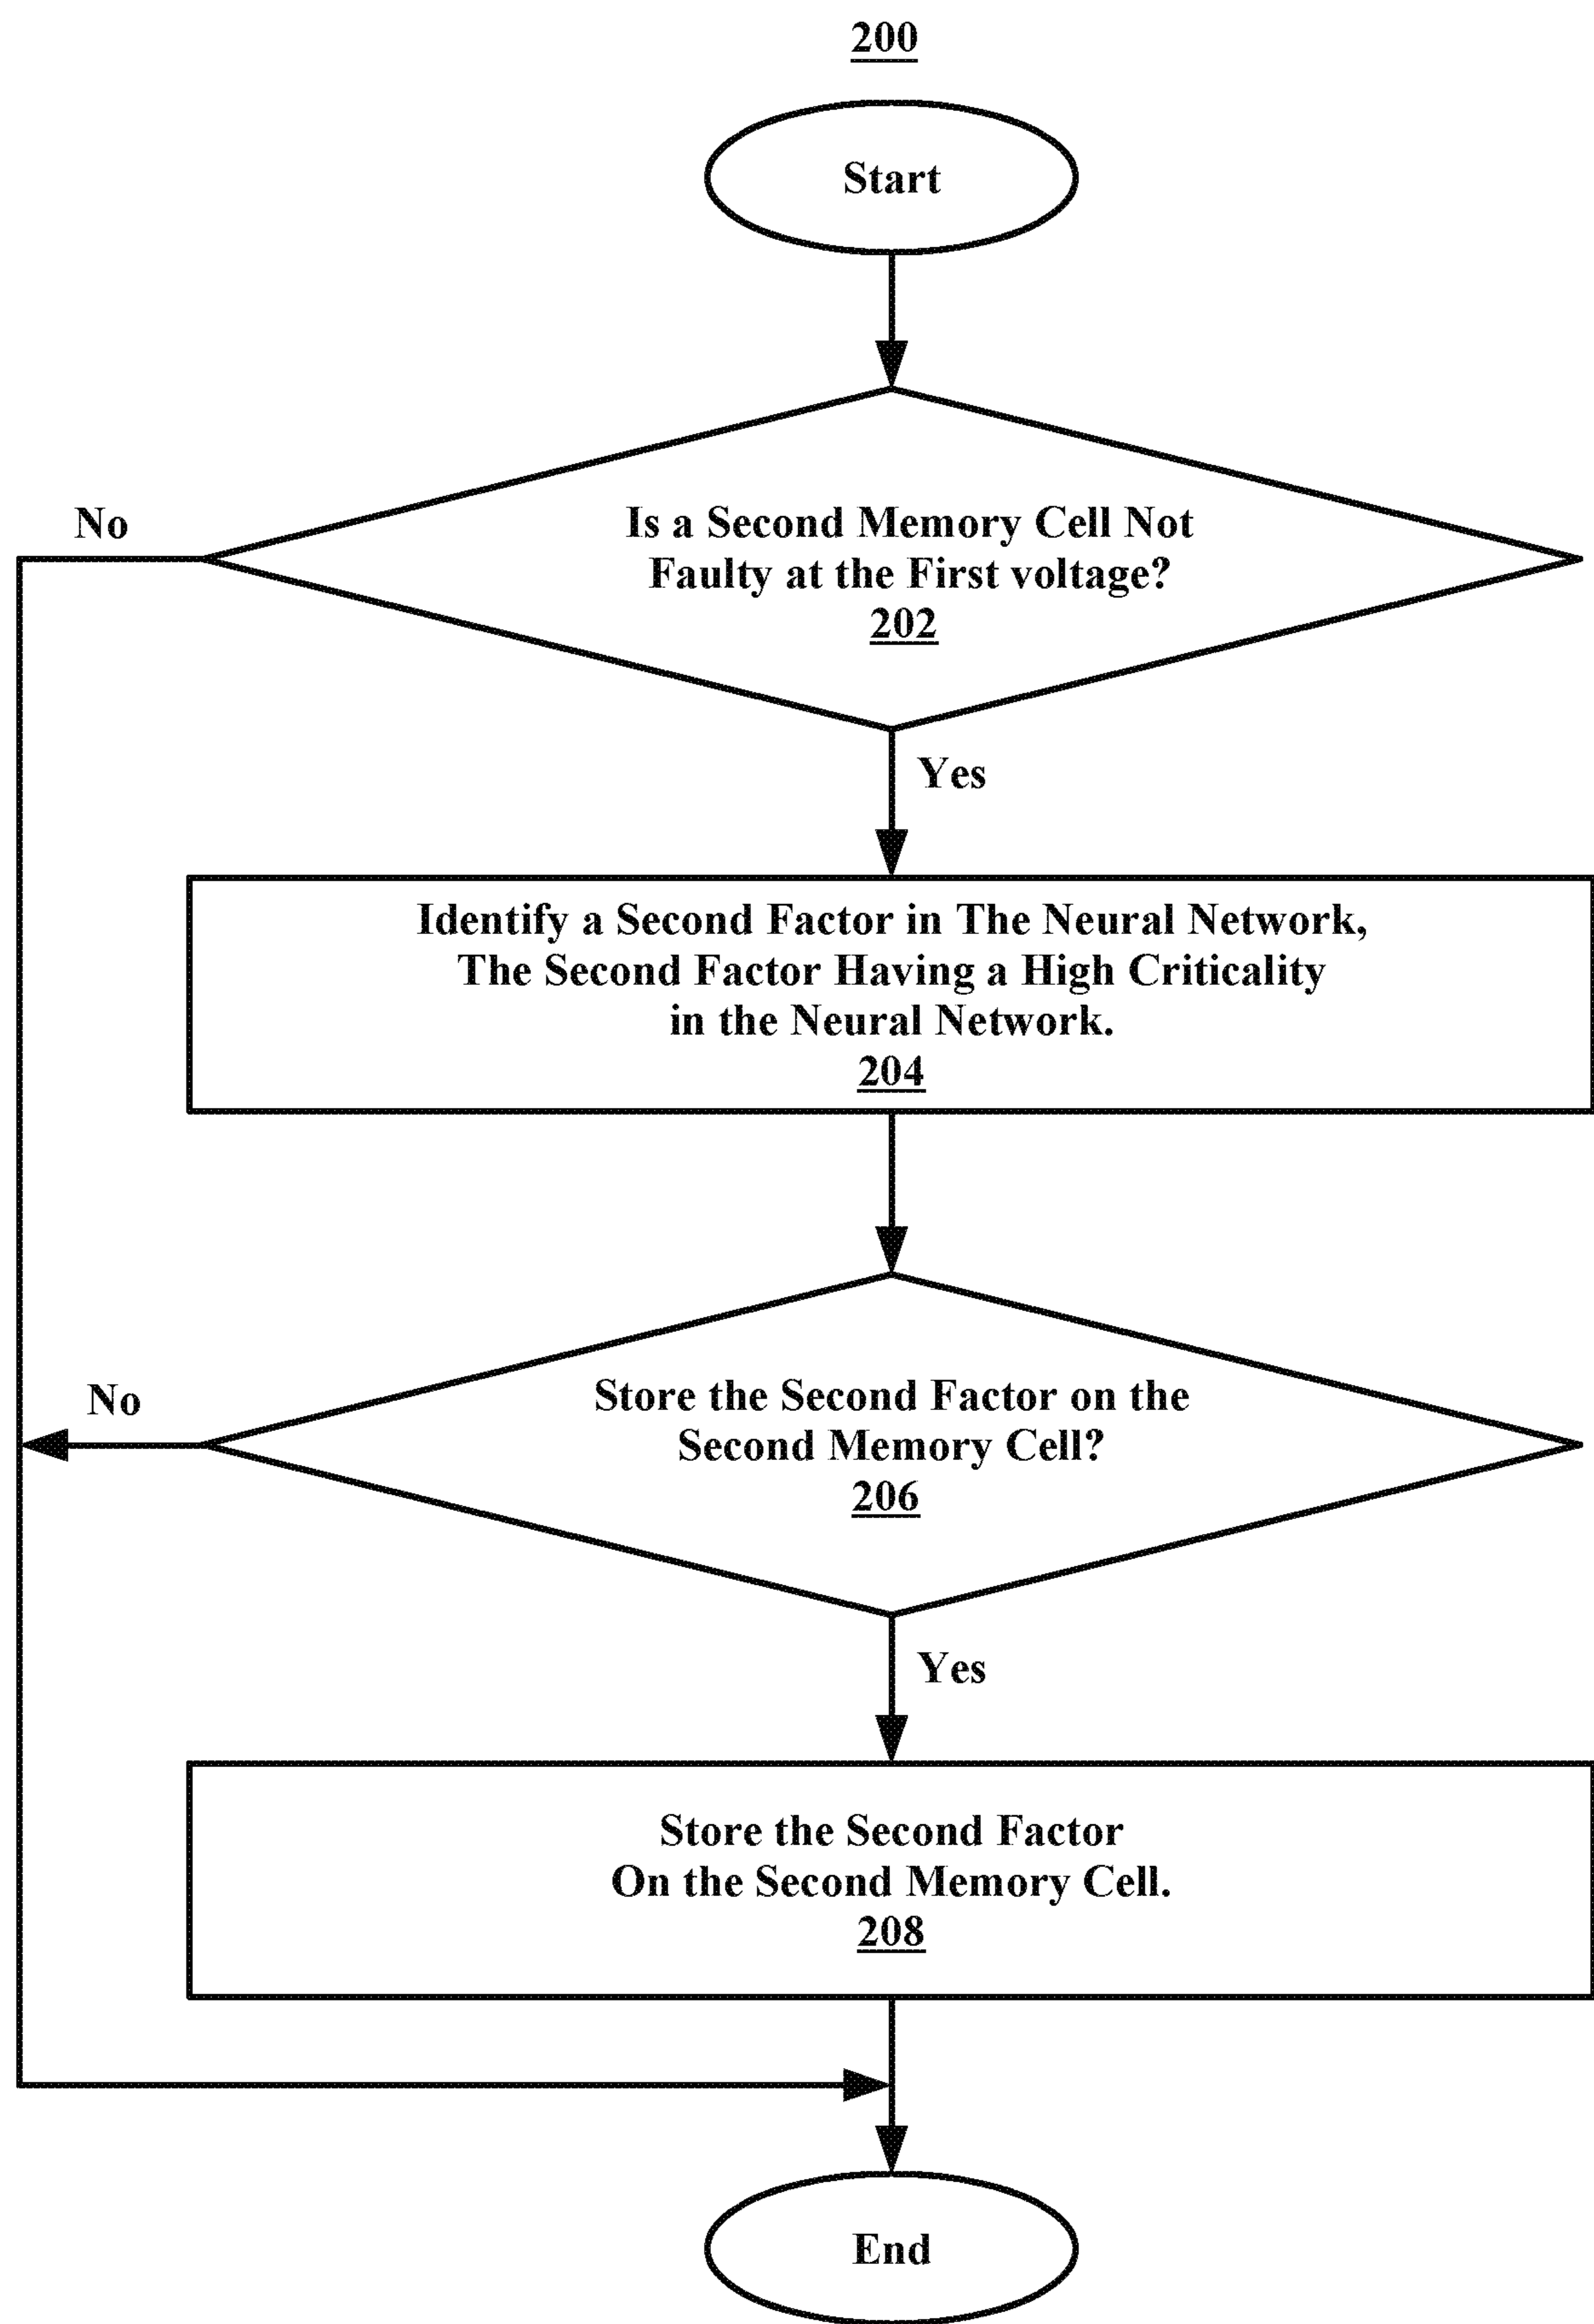 200
Start
No
Is a Second Memory Cell Not
Faulty at the First voltage?
202
Yes
Identify a Second Factor in The Neural Network,
The Second Factor Having a High Criticality
in the Neural Network.
204
No
Store the Second Factor on the
Second Memory Cell?
206
Yes
Store the Second Factor
On the Second Memory Cell.
208
End